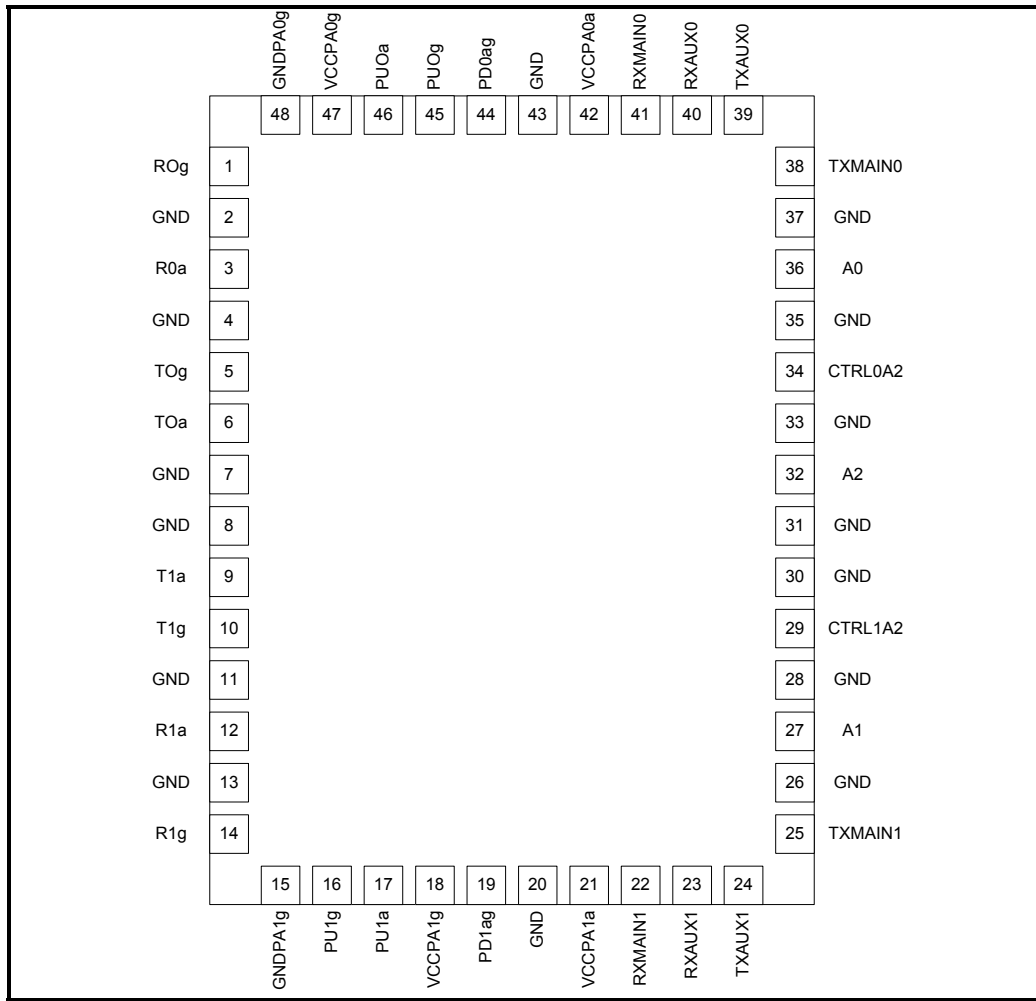 GNDPA0g
VCCPA0g
PUOa
PUOg
PD0ag
GND
VCCPA0a
RXMAIN0
RXAUX0
TXAUX0
48 47 46 45 44 43 42 41 40 39
ROg 1 38 TXMAIN0
GND 2 37 GND
R0a 3 36 A0
GND 4 35 GND
TOg 5 34 CTRL0A2
TOa 6 33 GND
GND 7 32 A2
GND 8 31 GND
T1a 9 30 GND
T1g 10 29 CTRL1A2
GND 11 28 GND
R1a 12 27 A1
GND 13 26 GND
R1g 14 25 TXMAIN1
15 16 17 18 19 20 21 22 23 24
GNDPA1g
PU1g
PU1a
VCCPA1g
PD1ag
GND
VCCPA1a
RXMAIN1
RXAUX1
TXAUX1